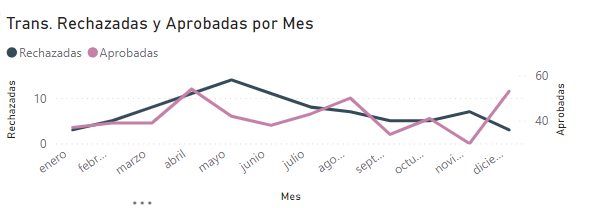 Trans. Rechazadas y Aprobadas por Mes
Rechazadas Aprobadas
Rechazadas
10
0
60
40
Aprobadas
enero febr... marzo abril mayo junio julio ago... sept... octu... novi... dicie...
Mes